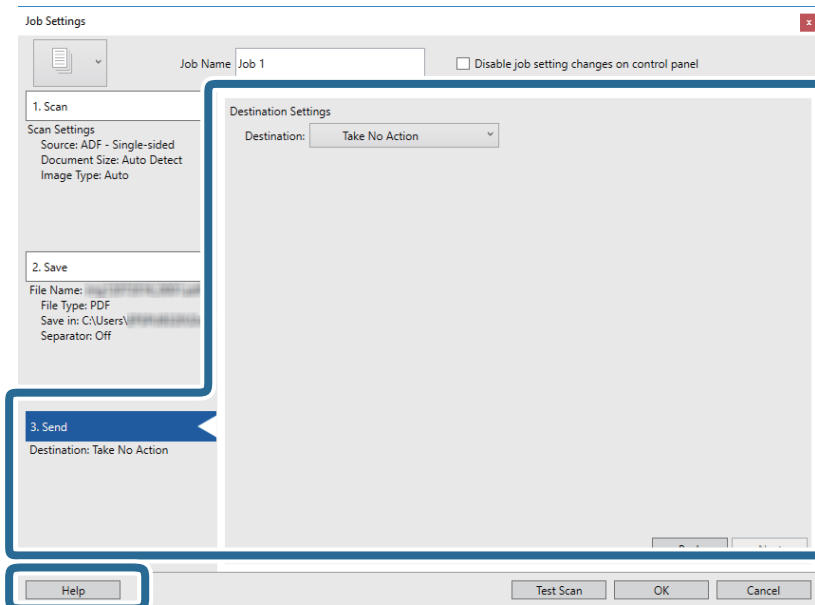 Job Settings
x
Job Name Job 1
Disable job setting changes on control panel
1. Scan
Scan Settings
Source: ADF - Single-sided
Document Size: Auto Detect
Image Type: Auto
Destination Settings
Destination: Take No Action
2. Save
File Name:
File Type: PDF
Save in: C:\Users\
Separator: Off
3. Send
Destination: Take No Action
Help
Test Scan
OK
Cancel